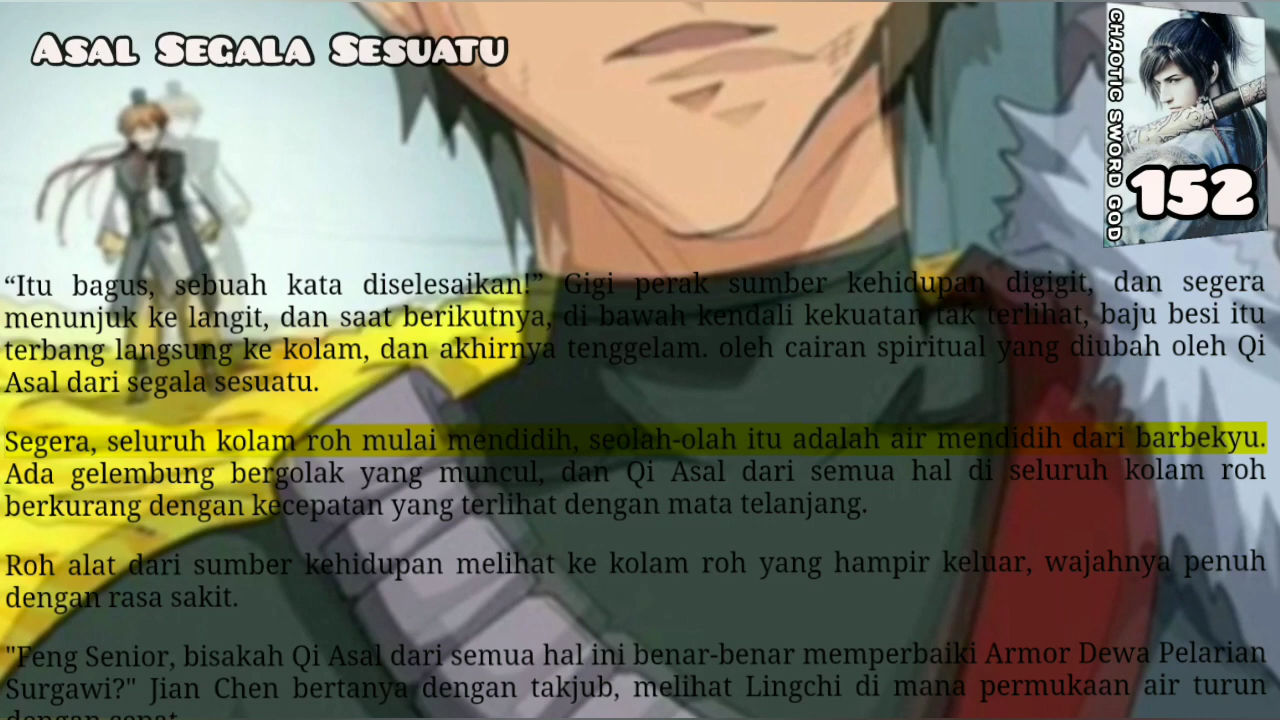 Asal Segala Sesuatu
CHAOTIC SWORD GOD
152
“Itu bagus, sebuah kata diselesaikan!” Gigi perak sumber kehidupan digigit, dan segera
menunjuk ke langit, dan saat berikutnya, di bawah kendali kekuatan tak terlihat, baju besi itu
terbang langsung ke kolam, dan akhirnya tenggelam. oleh cairan spiritual yang diubah oleh Qi
Asal dari segala sesuatu.
Segera, seluruh kolam roh mulai mendidih, seolah-olah itu adalah air mendidih dari barbekyu.
Ada gelembung bergolak yang muncul, dan Qi Asal dari semua hal di seluruh kolam roh
berkurang dengan kecepatan yang terlihat dengan mata telanjang.
Roh alat dari sumber kehidupan melihat ke kolam roh yang hampir keluar, wajahnya penuh
dengan rasa sakit.
"Feng Senior, bisakah Qi Asal dari semua hal ini benar-benar memperbaiki Armor Dewa Pelarian
Surgawi?" Jian Chen bertanya dengan takjub, melihat Lingchi di mana permukaan air turun
dengan cepat